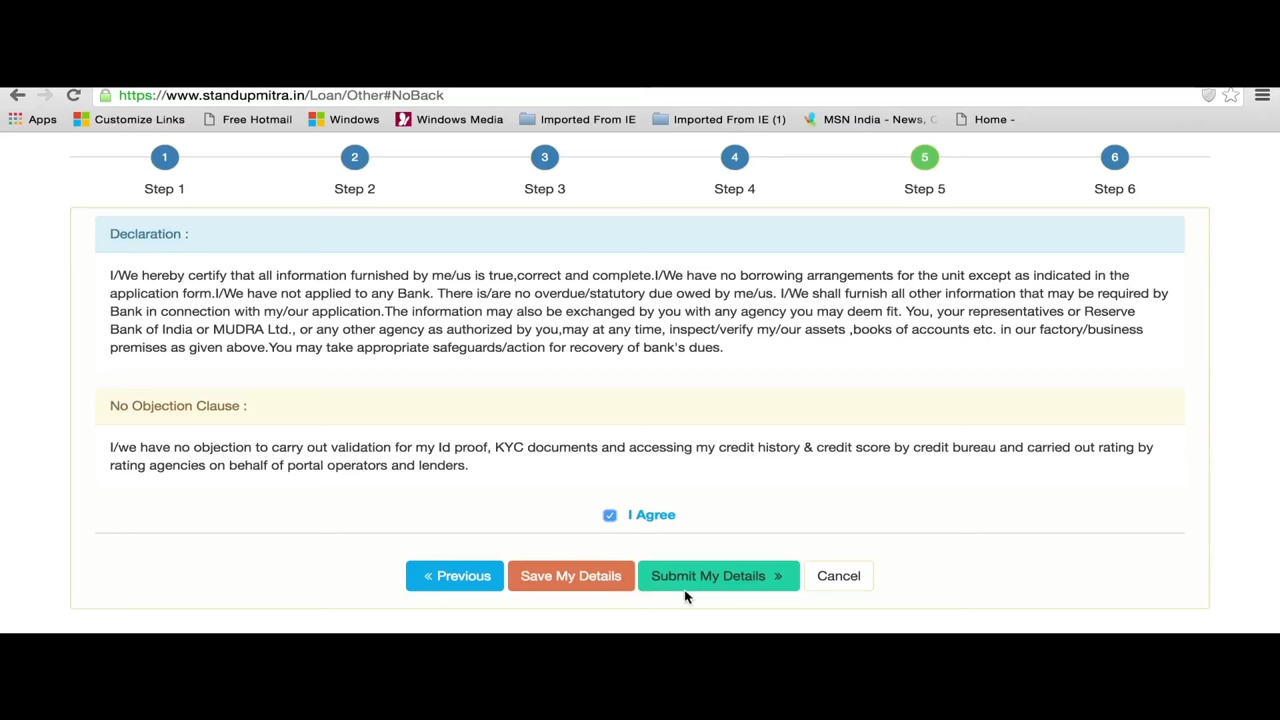 https://www.standupmitra.in/Loan/Other#NoBack
Apps Customize Links Free Hotmail Windows Windows Media Imported From IE Imported From IE (1) MSN India - News, Home -
1 2 3 4 5 6
Step 1 Step 2 Step 3 Step 4 Step 5 Step 6
Declaration :
I/We hereby certify that all information furnished by me/us is true,correct and complete.I/We have no borrowing arrangements for the unit except as indicated in the
application form.I/We have not applied to any Bank. There is/are no overdue/statutory due owed by me/us. I/We shall furnish all other information that may be required by
Bank in connection with my/our application.The information may also be exchanged by you with any agency you may deem fit. You, your representatives or Reserve
Bank of India or MUDRA Ltd., or any other agency as authorized by you,may at any time, inspect/verify my/our assets ,books of accounts etc. in our factory/business
premises as given above.You may take appropriate safeguards/action for recovery of bank's dues.
No Objection Clause :
I/we have no objection to carry out validation for my Id proof, KYC documents and accessing my credit history & credit score by credit bureau and carried out rating by
rating agencies on behalf of portal operators and lenders.
I Agree
« Previous Save My Details Submit My Details » Cancel